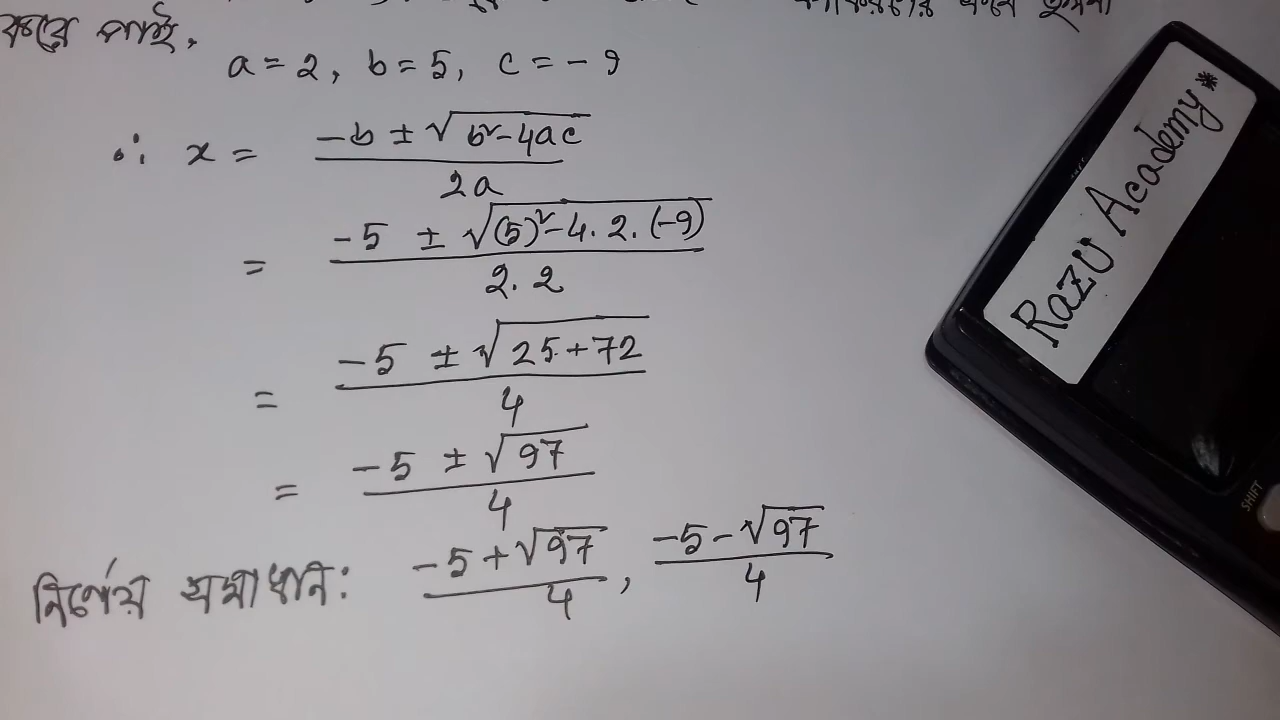 করে পাই,
a = 2, b = 5, c = - 9
∴ x = (-b ± √(b² - 4ac)) / 2a
= (-5 ± √((5)² - 4. 2. (-9))) / 2. 2
= (-5 ± √(25 + 72)) / 4
= (-5 ± √97) / 4
নির্ণেয় সমাধান: (-5 + √97) / 4, (-5 - √97) / 4
RazU Academy*
SHIFT